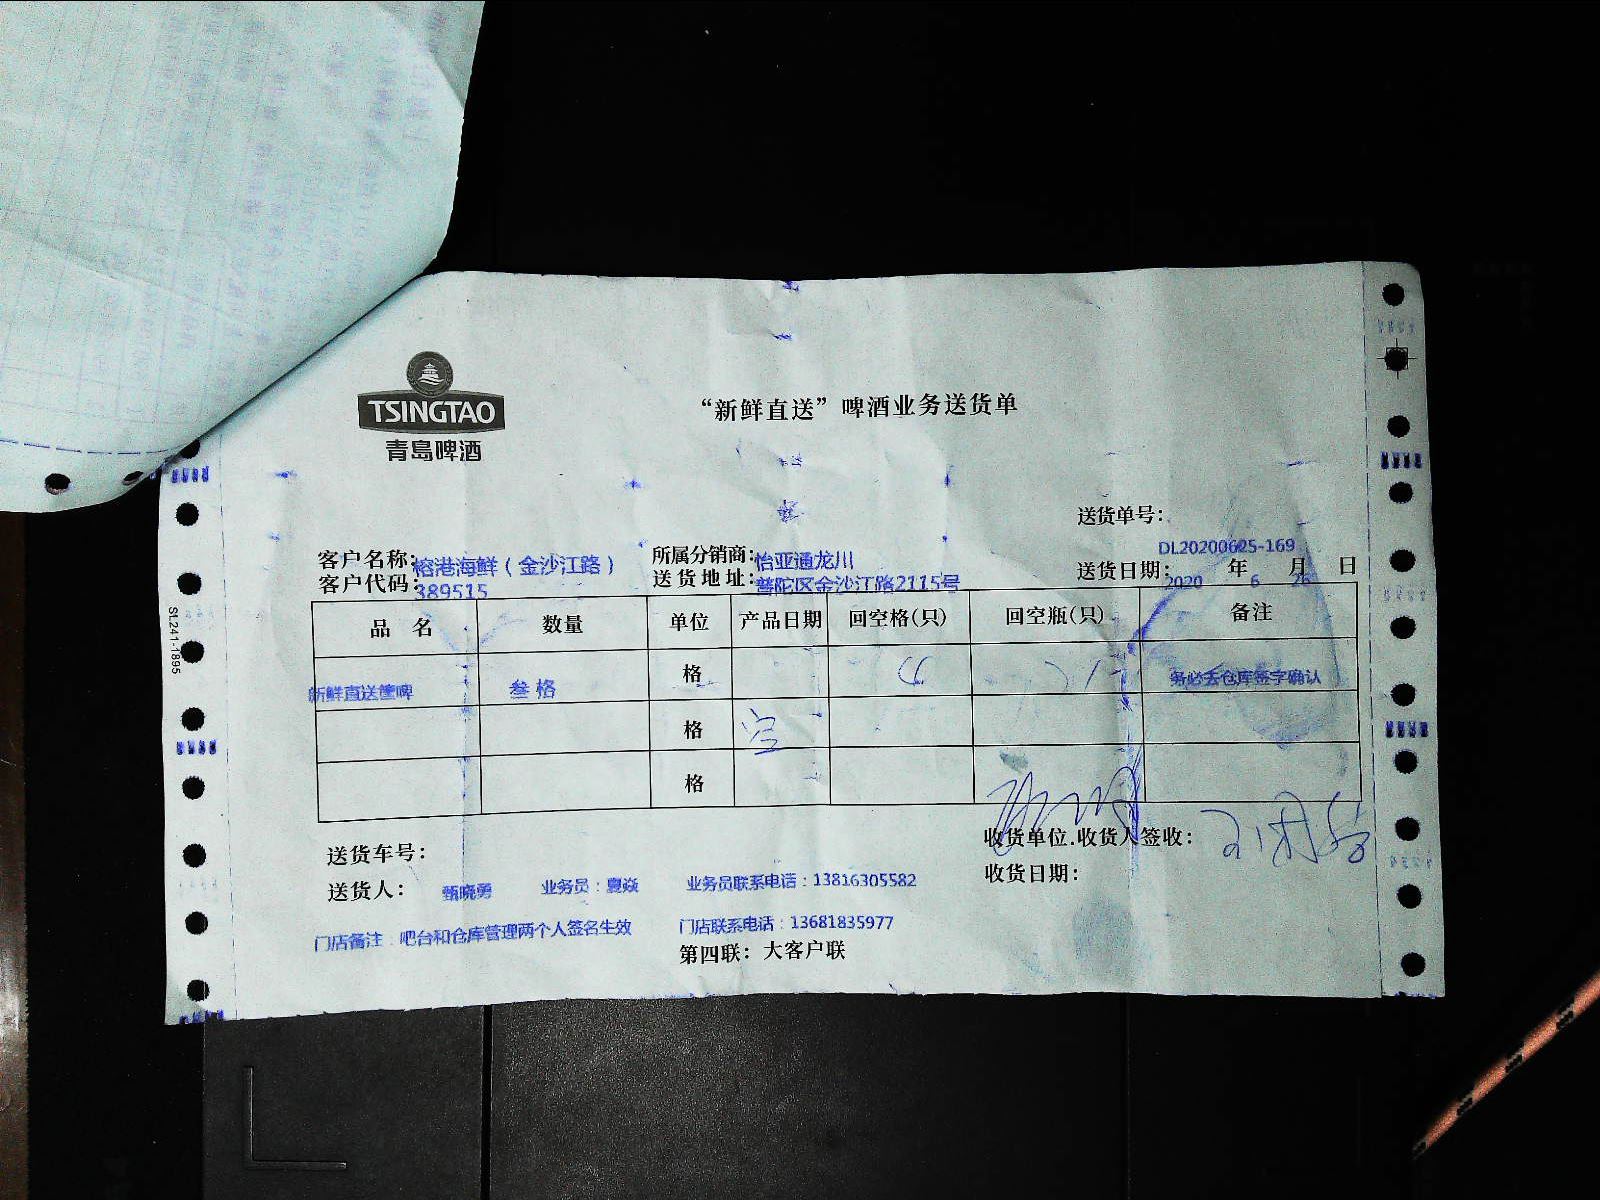 TSINGTAO
青岛啤酒
“新鲜直送”啤酒业务送货单
送货单号：
DL20200625-169
客户名称：榕港海鲜（金沙江路） 所属分销商：怡亚通龙川
客户代码：389515 送货地址：普陀区金沙江路2115号 送货日期：2020 年 6 月 日
品 名 数量 单位 产品日期 回空格(只) 回空瓶(只) 备注
新鲜直送筐啤 叁格 格 务必去仓库签字确认
格 空
格
SL241-1895
收货单位.收货人签收：
送货车号：
收货日期：
送货人： 甄晓勇 业务员：夏焱 业务员联系电话：13816305582
门店备注：吧台和仓库管理两个人签名生效 门店联系电话：13681835977
第四联：大客户联